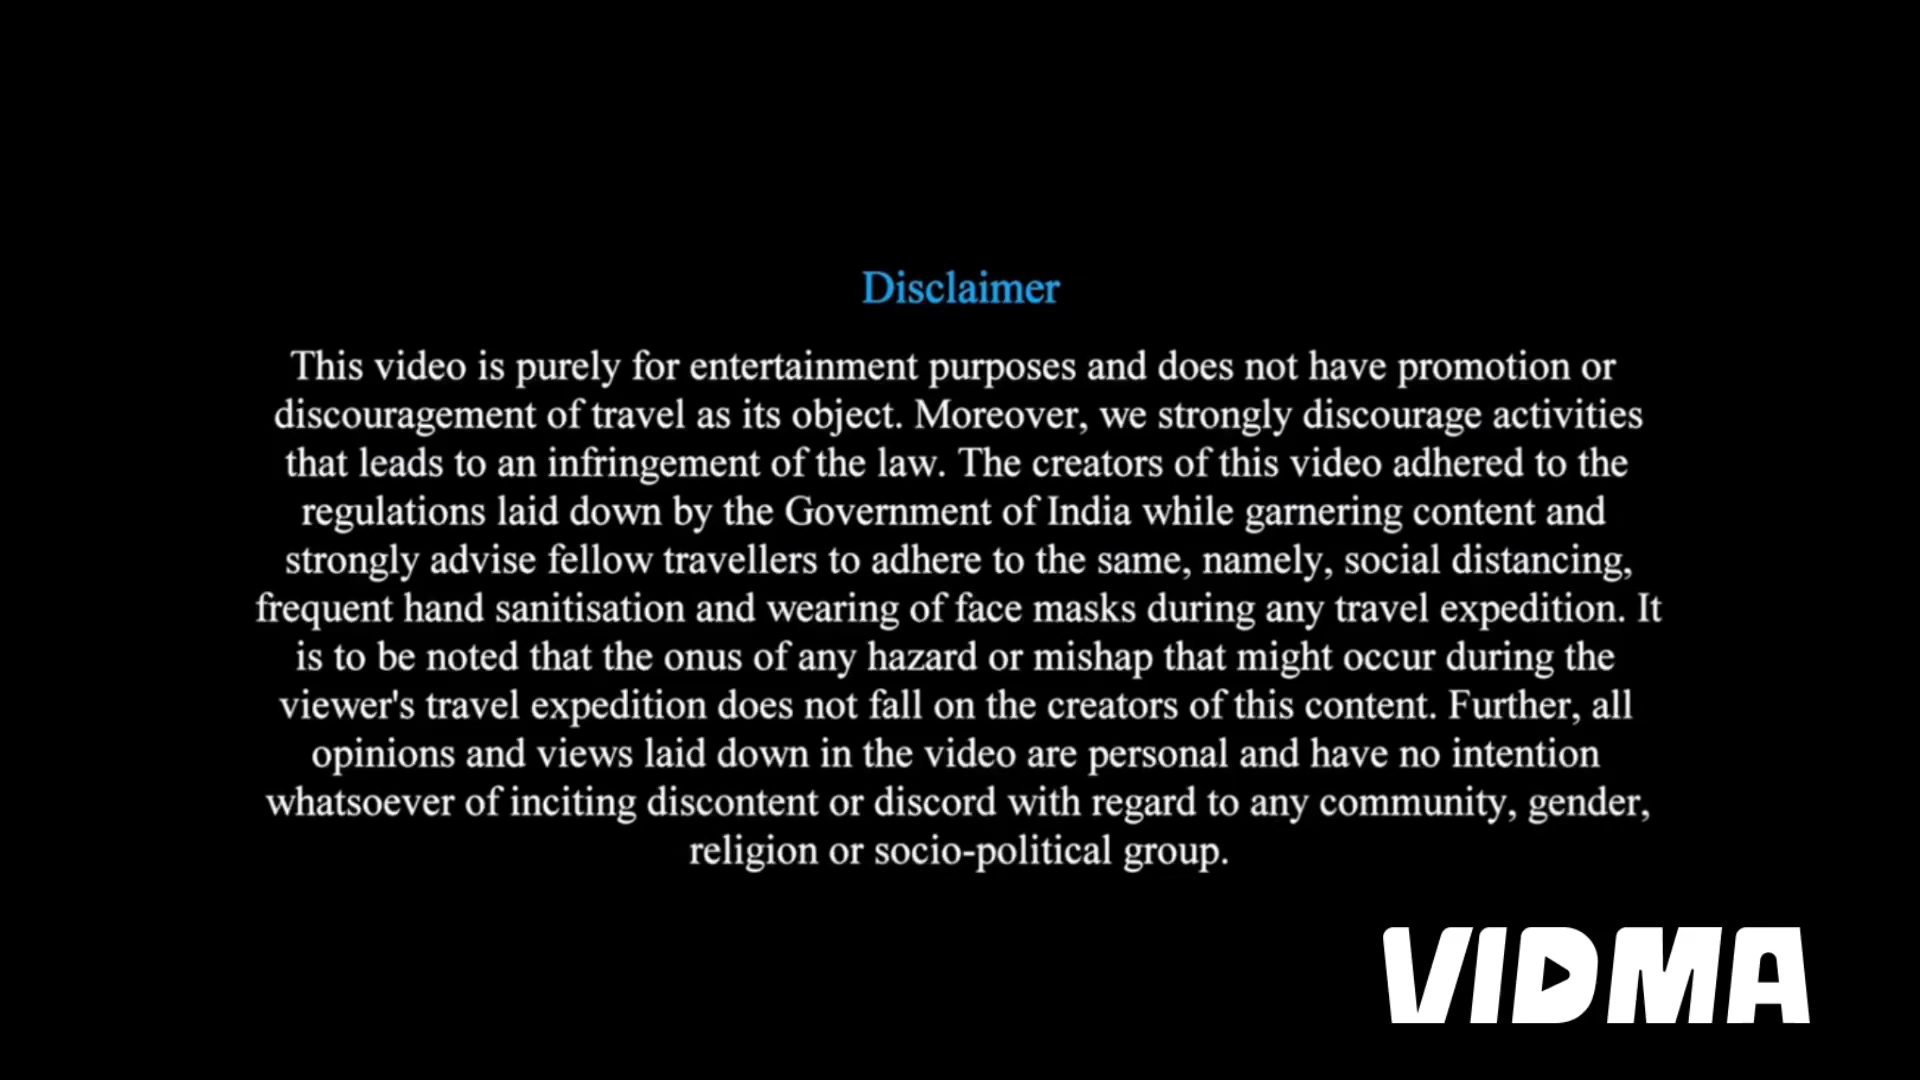 Disclaimer
This video is purely for entertainment purposes and does not have promotion or
discouragement of travel as its object. Moreover, we strongly discourage activities
that leads to an infringement of the law. The creators of this video adhered to the
regulations laid down by the Government of India while garnering content and
strongly advise fellow travellers to adhere to the same, namely, social distancing,
frequent hand sanitisation and wearing of face masks during any travel expedition. It
is to be noted that the onus of any hazard or mishap that might occur during the
viewer's travel expedition does not fall on the creators of this content. Further, all
opinions and views laid down in the video are personal and have no intention
whatsoever of inciting discontent or discord with regard to any community, gender,
religion or socio-political group.
VIDMA